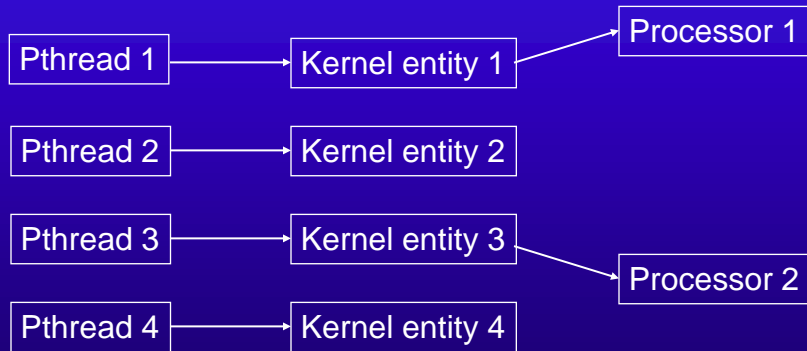 Processor 1
Pthread 1
Kernel entity 1
Pthread 2
Kernel entity 2
Pthread 3
Kernel entity 3
Processor 2
Pthread 4
Kernel entity 4